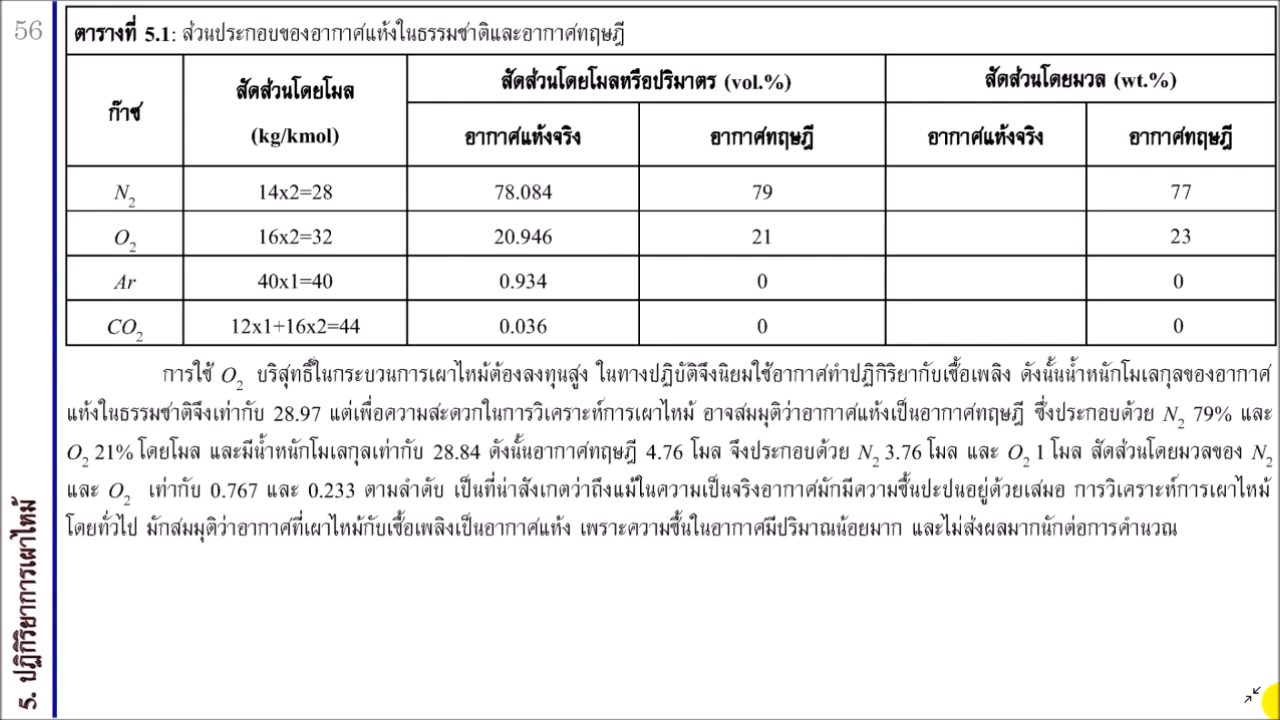 56
ตารางที่ 5.1: ส่วนประกอบของอากาศแห้งในธรรมชาติและอากาศทฤษฎี
ก๊าซ สัดส่วนโดยโมล (kg/kmol) สัดส่วนโดยโมลหรือปริมาตร (vol.%) สัดส่วนโดยมวล (wt.%)
อากาศแห้งจริง อากาศทฤษฎี อากาศแห้งจริง อากาศทฤษฎี
N2 14x2=28 78.084 79 77
O2 16x2=32 20.946 21 23
Ar 40x1=40 0.934 0 0
CO2 12x1+16x2=44 0.036 0 0
การใช้ O2 บริสุทธิ์ในกระบวนการเผาไหม้ต้องลงทุนสูง ในทางปฏิบัติจึงนิยมใช้อากาศทำปฏิกิริยากับเชื้อเพลิง ดังนั้นน้ำหนักโมเลกุลของอากาศ
แห้งในธรรมชาติจึงเท่ากับ 28.97 แต่เพื่อความสะดวกในการวิเคราะห์การเผาไหม้ อาจสมมุติว่าอากาศแห้งเป็นอากาศทฤษฎี ซึ่งประกอบด้วย N2 79% และ
O2 21% โดยโมล และมีน้ำหนักโมเลกุลเท่ากับ 28.84 ดังนั้นอากาศทฤษฎี 4.76 โมล จึงประกอบด้วย N2 3.76 โมล และ O2 1 โมล สัดส่วนโดยมวลของ N2
และ O2 เท่ากับ 0.767 และ 0.233 ตามลำดับ เป็นที่น่าสังเกตว่าถึงแม้ในความเป็นจริงอากาศมักมีความชื้นปะปนอยู่ด้วยเสมอ การวิเคราะห์การเผาไหม้
โดยทั่วไป มักสมมุติว่าอากาศที่เผาไหม้กับเชื้อเพลิงเป็นอากาศแห้ง เพราะความชื้นในอากาศมีปริมาณน้อยมาก และไม่ส่งผลมากนักต่อการคำนวณ
5. ปฏิกิริยาการเผาไหม้